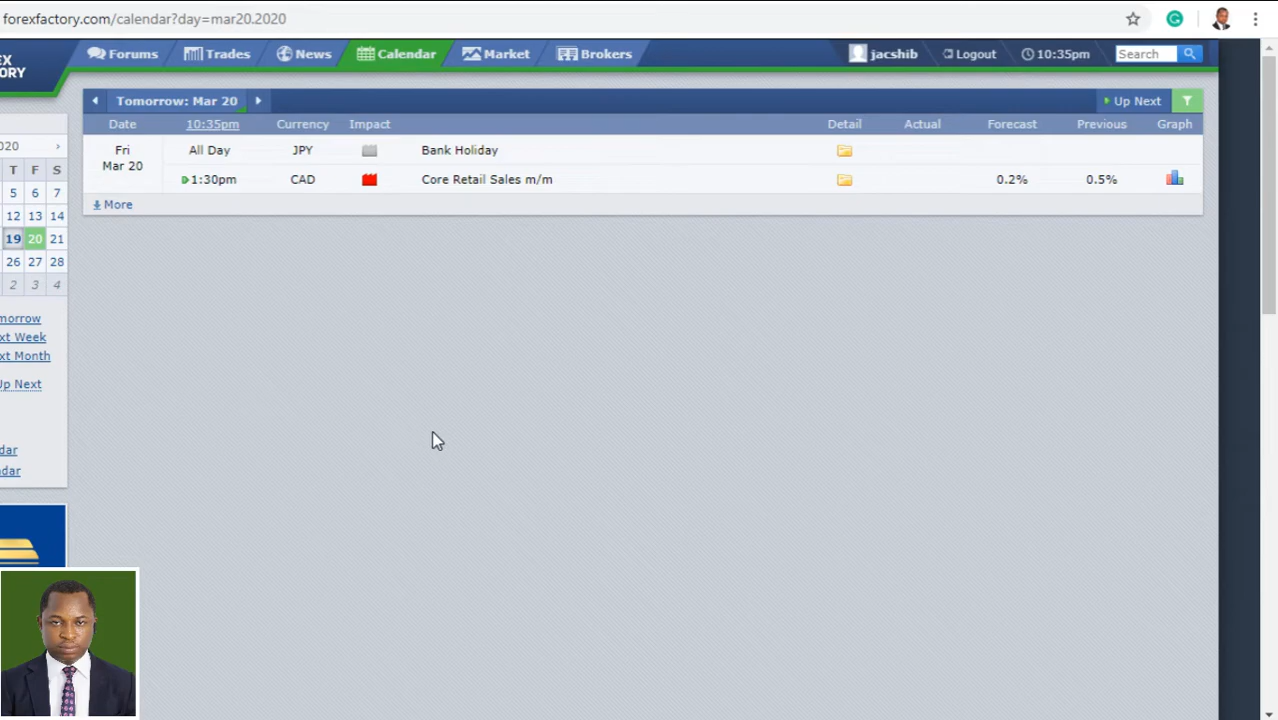 forexfactory.com/calendar?day=mar20.2020
EX
ORY
Forums
Trades
News
Calendar
Market
Brokers
jacshib
Logout
10:35pm
Search
Tomorrow: Mar 20
Up Next
Date 10:35pm Currency Impact Detail Actual Forecast Previous Graph
Fri
Mar 20
All Day JPY Bank Holiday
1:30pm CAD Core Retail Sales m/m 0.2% 0.5%
More
020 ›
T F S
5 6 7
12 13 14
19 20 21
26 27 28
2 3 4
morrow
xt Week
ext Month
Up Next
dar
ndar